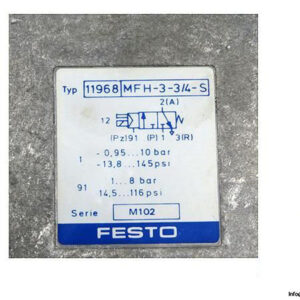 Typ 11968 MFH-3-3/4-S
2(A)
12
(Pz)91 (P)1 3(R)
1 -0,95...10 bar
-13,8...145psi
91 1...8 bar
14,5...116 psi
Serie M102
FESTO